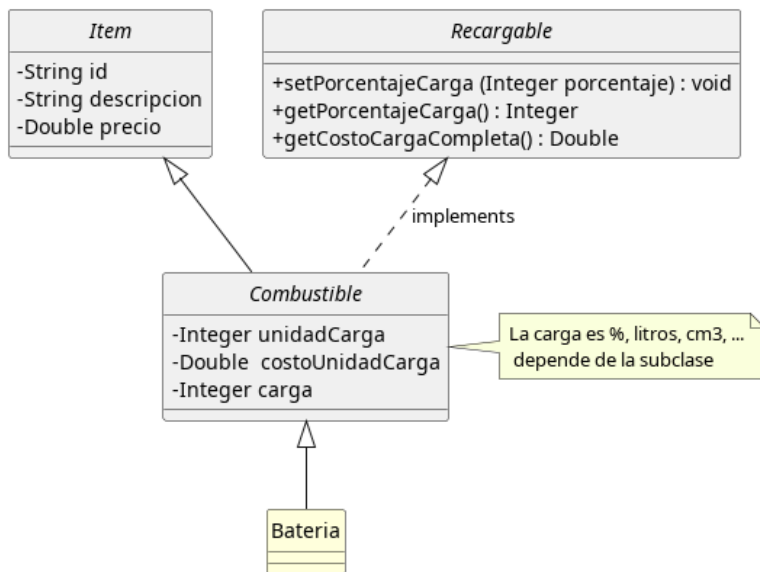 Item
-String id
-String descripcion
-Double precio
Recargable
+setPorcentajeCarga (Integer porcentaje) : void
+getPorcentajeCarga() : Integer
+getCostoCargaCompleta() : Double
implements
Combustible
-Integer unidadCarga
-Double  costoUnidadCarga
-Integer carga
La carga es %, litros, cm3, ...
depende de la subclase
Bateria